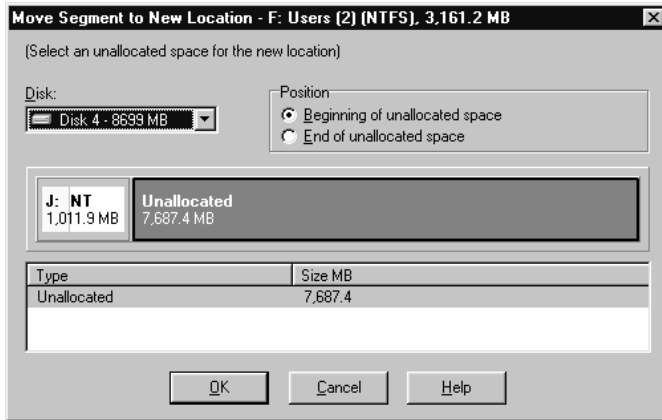 Move Segment to New Location - F: Users (2) (NTFS), 3,161.2 MB
(Select an unallocated space for the new location)
Disk:
Disk 4 - 8699 MB
Position
Beginning of unallocated space
End of unallocated space
J: NT
1,011.9 MB
Unallocated
7,687.4 MB
Type Size MB
Unallocated 7,687.4
OK Cancel Help